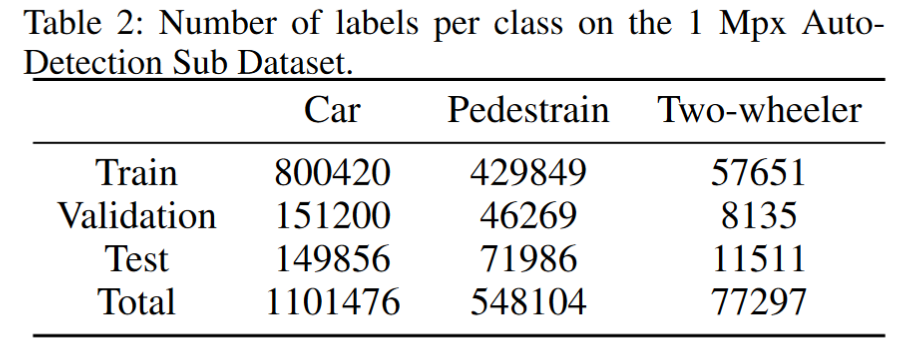 Table 2: Number of labels per class on the 1 Mpx Auto-
Detection Sub Dataset.
Car Pedestrain Two-wheeler
Train 800420 429849 57651
Validation 151200 46269 8135
Test 149856 71986 11511
Total 1101476 548104 77297